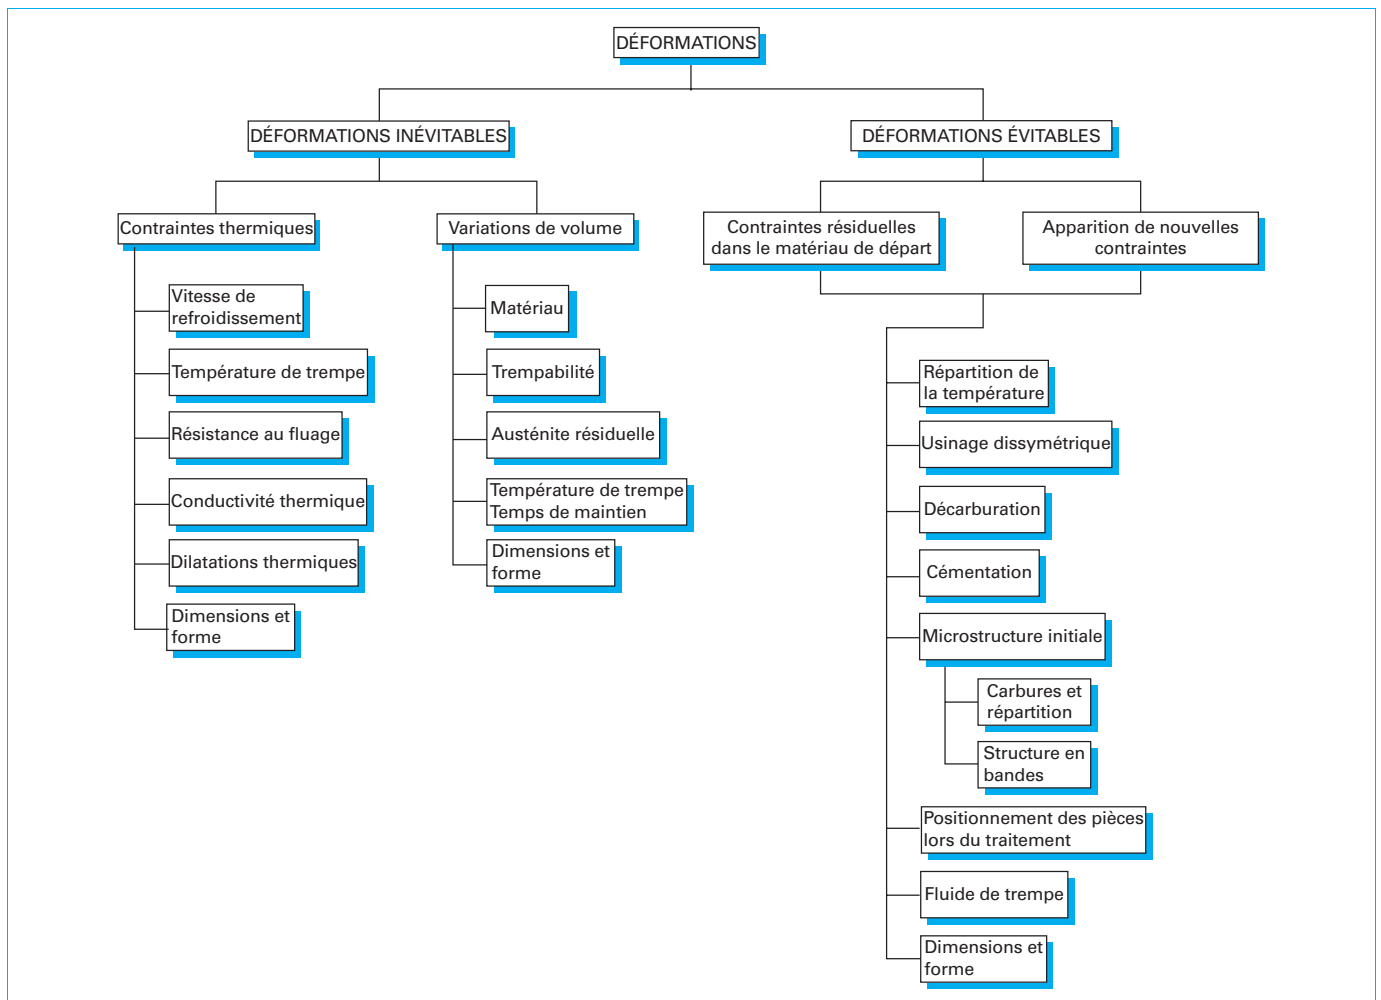 DÉFORMATIONS
DÉFORMATIONS INÉVITABLES
DÉFORMATIONS ÉVITABLES
Contraintes thermiques
Variations de volume
Contraintes résiduelles
dans le matériau de départ
Apparition de nouvelles
contraintes
Vitesse de
refroidissement
Température de trempe
Résistance au fluage
Conductivité thermique
Dilatations thermiques
Dimensions et
forme
Matériau
Trempabilité
Austénite résiduelle
Température de trempe
Temps de maintien
Dimensions et
forme
Répartition de
la température
Usinage dissymétrique
Décarburation
Cémentation
Microstructure initiale
Carbures et
répartition
Structure en
bandes
Positionnement des pièces
lors du traitement
Fluide de trempe
Dimensions et
forme